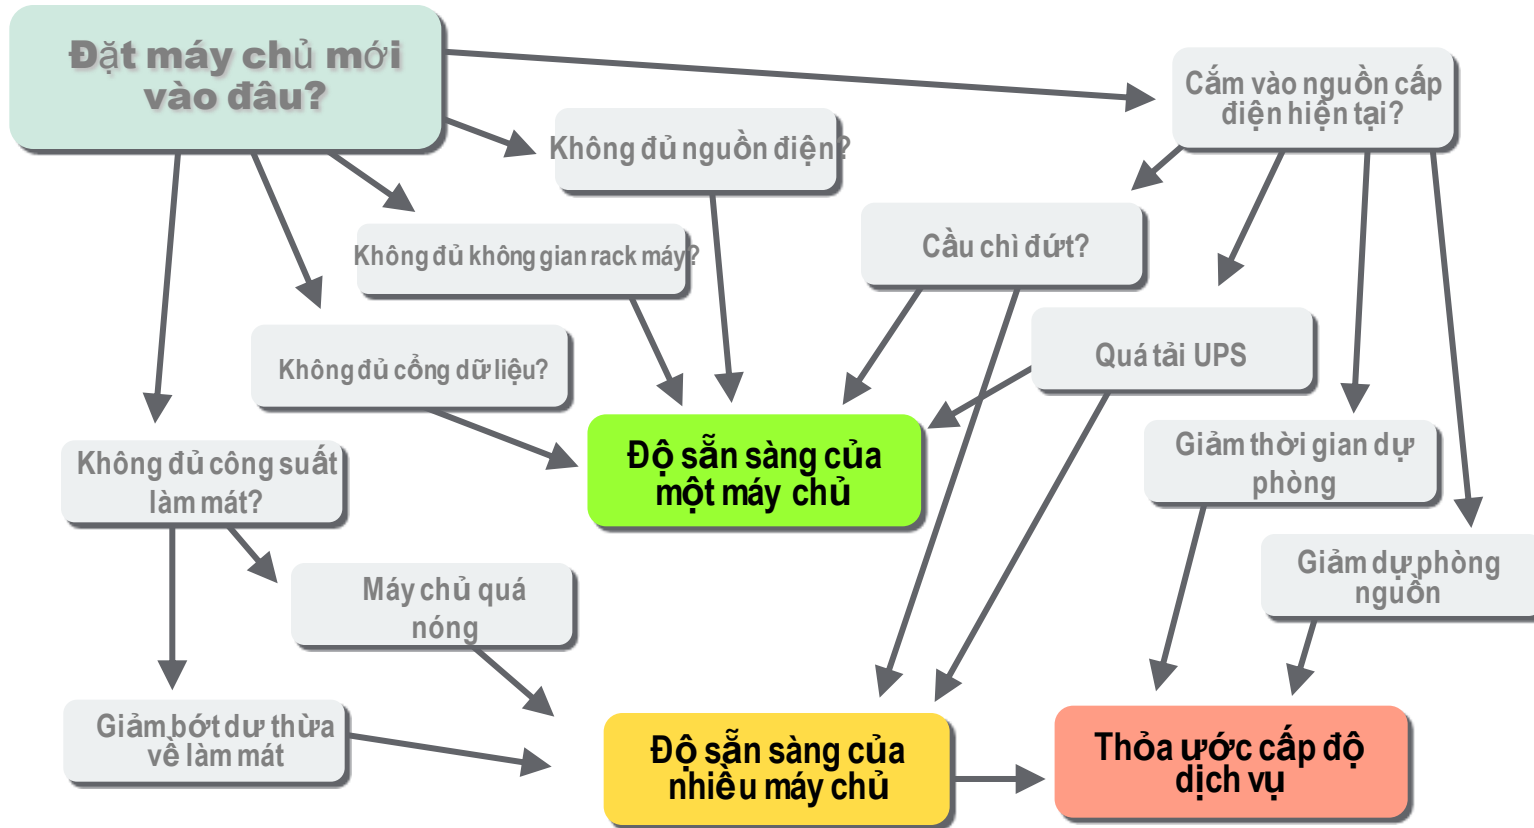 Đặt máy chủ mới
vào đâu?
Cắm vào nguồn cấp
điện hiện tại?
Không đủ nguồn điện?
Không đủ không gian rack máy?
Cầu chì đứt?
Không đủ cổng dữ liệu?
Quá tải UPS
Độ sẵn sàng của
một máy chủ
Giảm thời gian dự
phòng
Không đủ công suất
làm mát?
Giảm dự phòng
nguồn
Máy chủ quá
nóng
Giảm bớt dư thừa
về làm mát
Độ sẵn sàng của
nhiều máy chủ
Thỏa ước cấp độ
dịch vụ